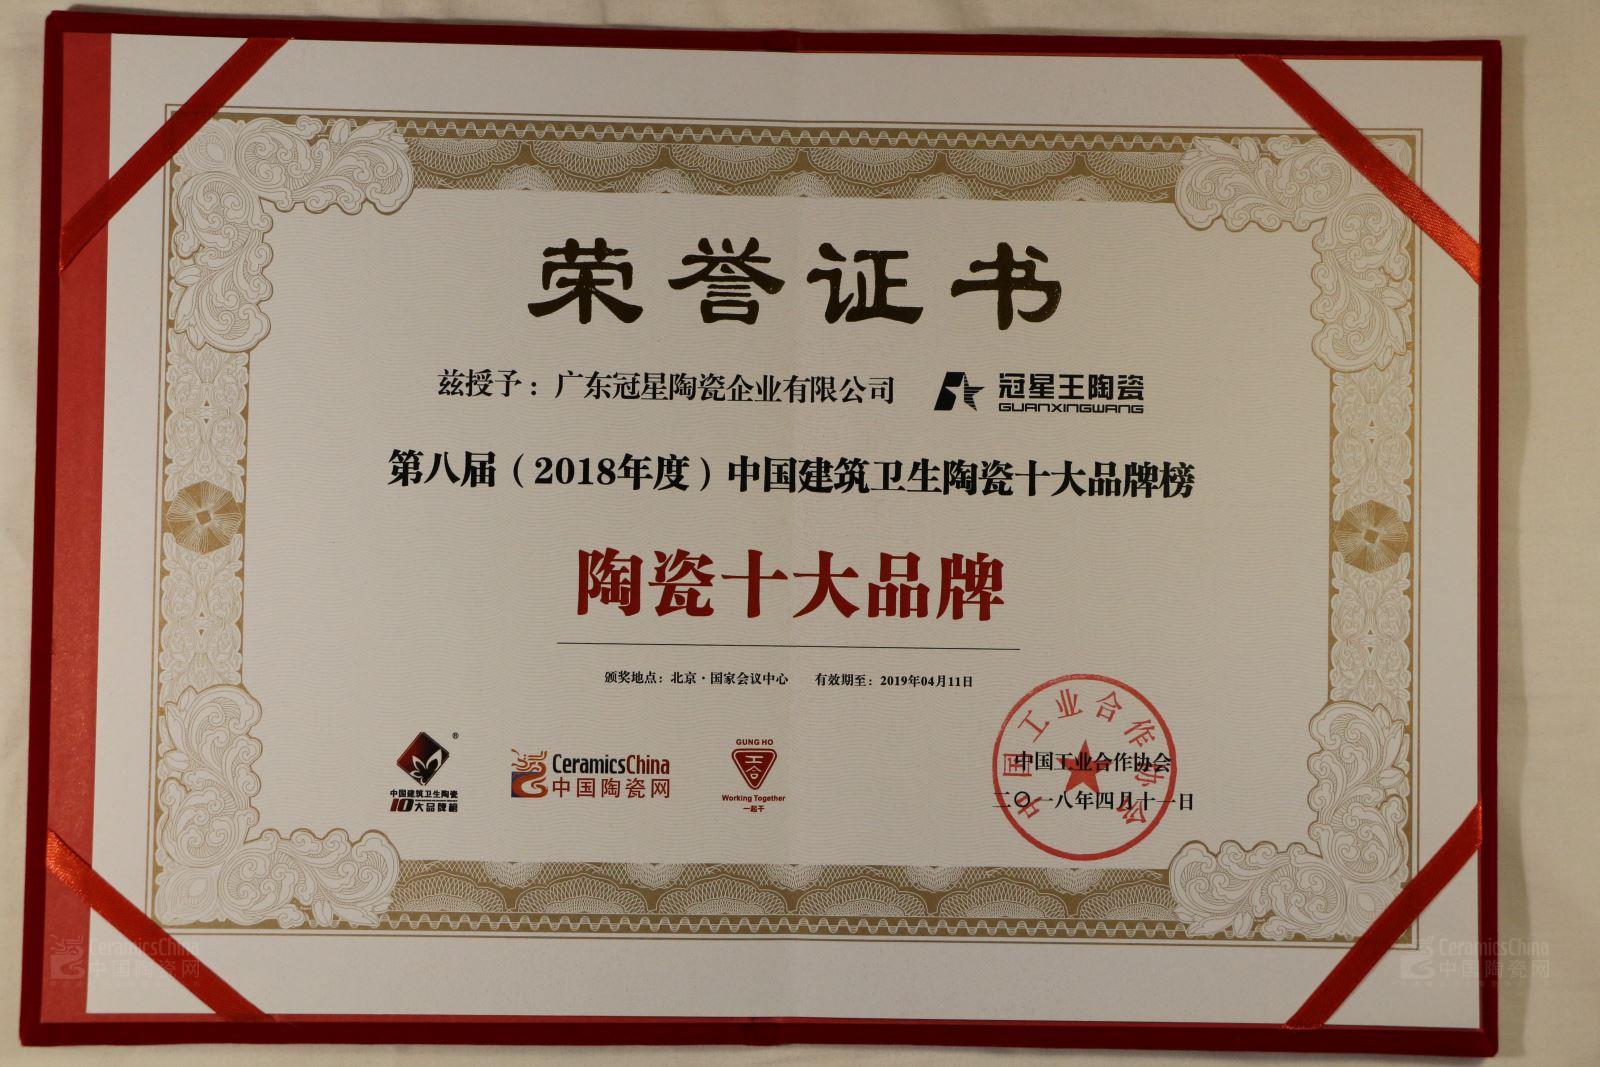 荣誉证书
兹授予：广东冠星陶瓷企业有限公司 冠星王陶瓷
GUANXINGWANG
第八届（2018年度）中国建筑卫生陶瓷十大品牌榜
陶瓷十大品牌
颁奖地点：北京·国家会议中心 有效期至：2019年04月11日
®
中国建筑卫生陶瓷
10大品牌榜
CeramicsChina
中国陶瓷网
GUNG HO
工合
Working Together
一起干
中国工业合作协会
中国工业合作协会
二〇一八年四月十一日
CeramicsChina
中国陶瓷网
CeramicsChina
中国陶瓷网